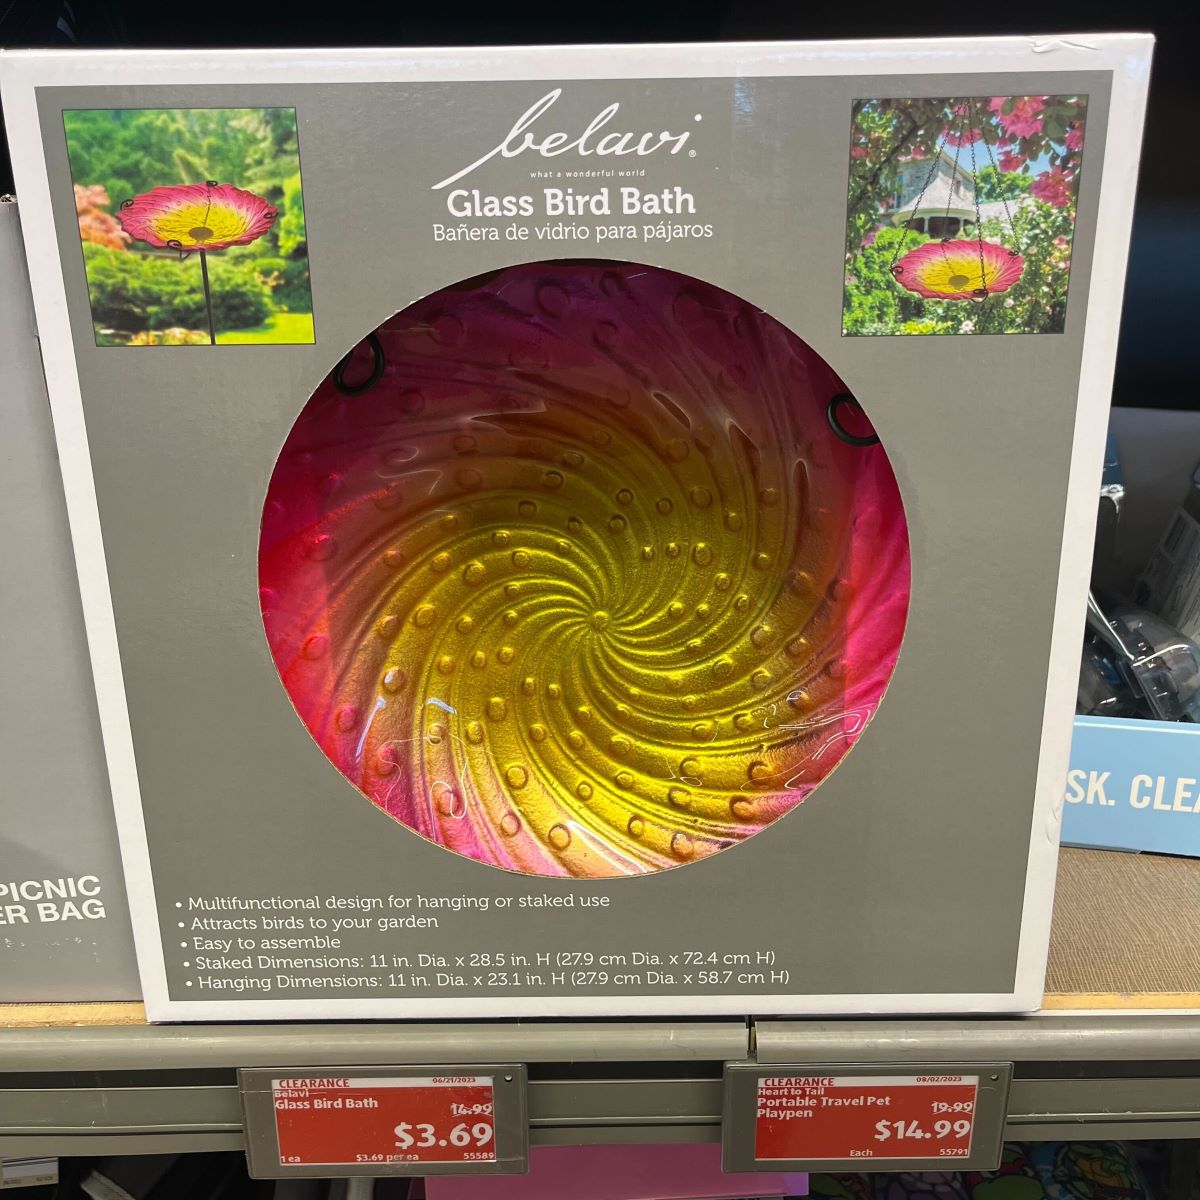 belavi®
what a wonderful world
Glass Bird Bath
Bañera de vidrio para pájaros
• Multifunctional design for hanging or staked use
• Attracts birds to your garden
• Easy to assemble
• Staked Dimensions: 11 in. Dia. x 28.5 in. H (27.9 cm Dia. x 72.4 cm H)
• Hanging Dimensions: 11 in. Dia. x 23.1 in. H (27.9 cm Dia. x 58.7 cm H)
PICNIC
ER BAG
SK. CLEA
CLEARANCE 06/21/2023
Belavi
Glass Bird Bath 14.99
$3.69
1 ea $3.69 per ea 55589
CLEARANCE 08/02/2023
Heart to Tail
Portable Travel Pet 19.99
Playpen
$14.99
Each 55791